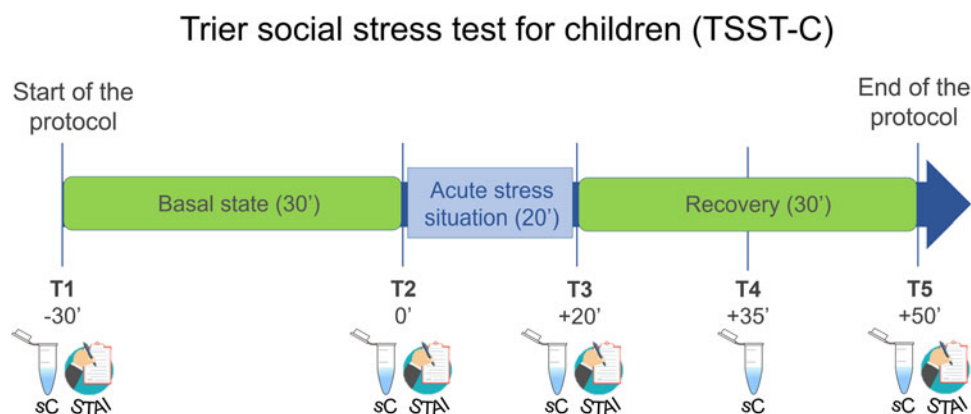 Trier social stress test for children (TSST-C)
Start of the
protocol
End of the
protocol
Basal state (30’)
Acute stress
situation (20’)
Recovery (30’)
T1
-30’
T2
0’
T3
+20’
T4
+35’
T5
+50’
sC STAI
sC STAI
sC STAI
sC
sC STAI